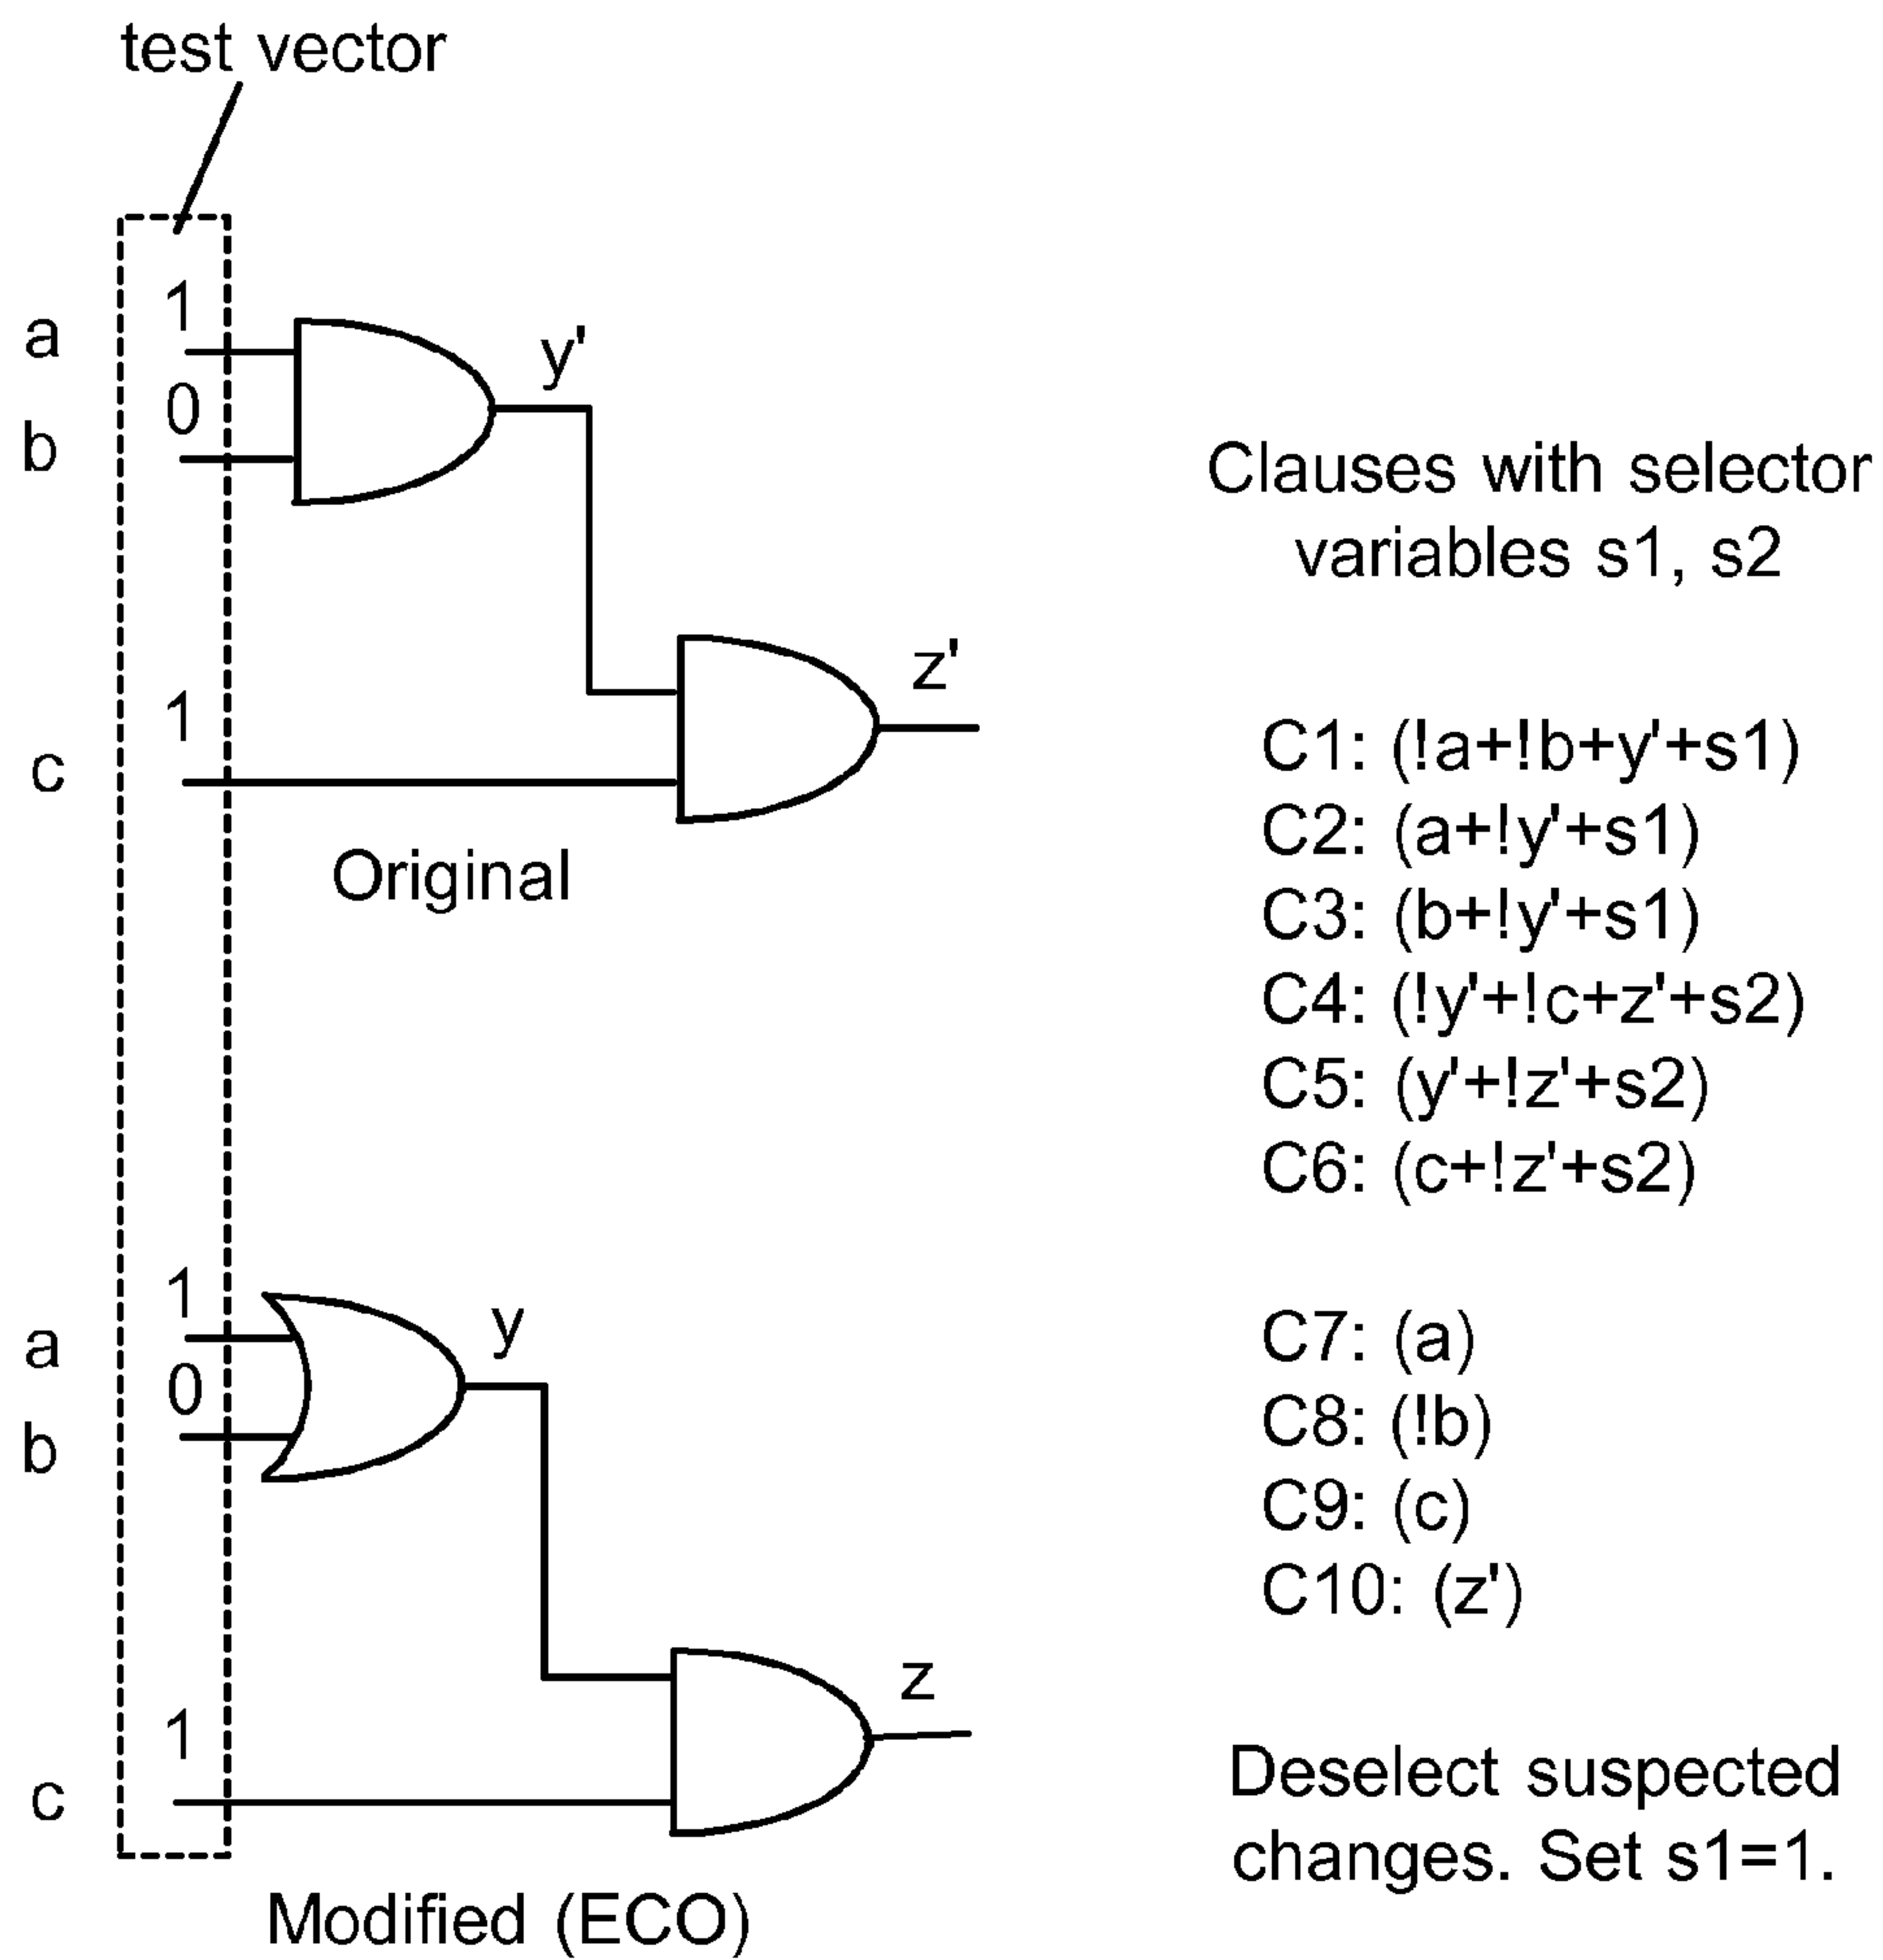 test vector
1
a
0
b
y'
z'
1
c
Original
1
a
0
b
y
z
1
c
Modified (ECO)
Clauses with selector
variables s1, s2
C1: (!a+!b+y'+s1)
C2: (a+!y'+s1)
C3: (b+!y'+s1)
C4: (!y'+!c+z'+s2)
C5: (y'+!z'+s2)
C6: (c+!z'+s2)
C7: (a)
C8: (!b)
C9: (c)
C10: (z')
Deselect suspected
changes. Set s1=1.